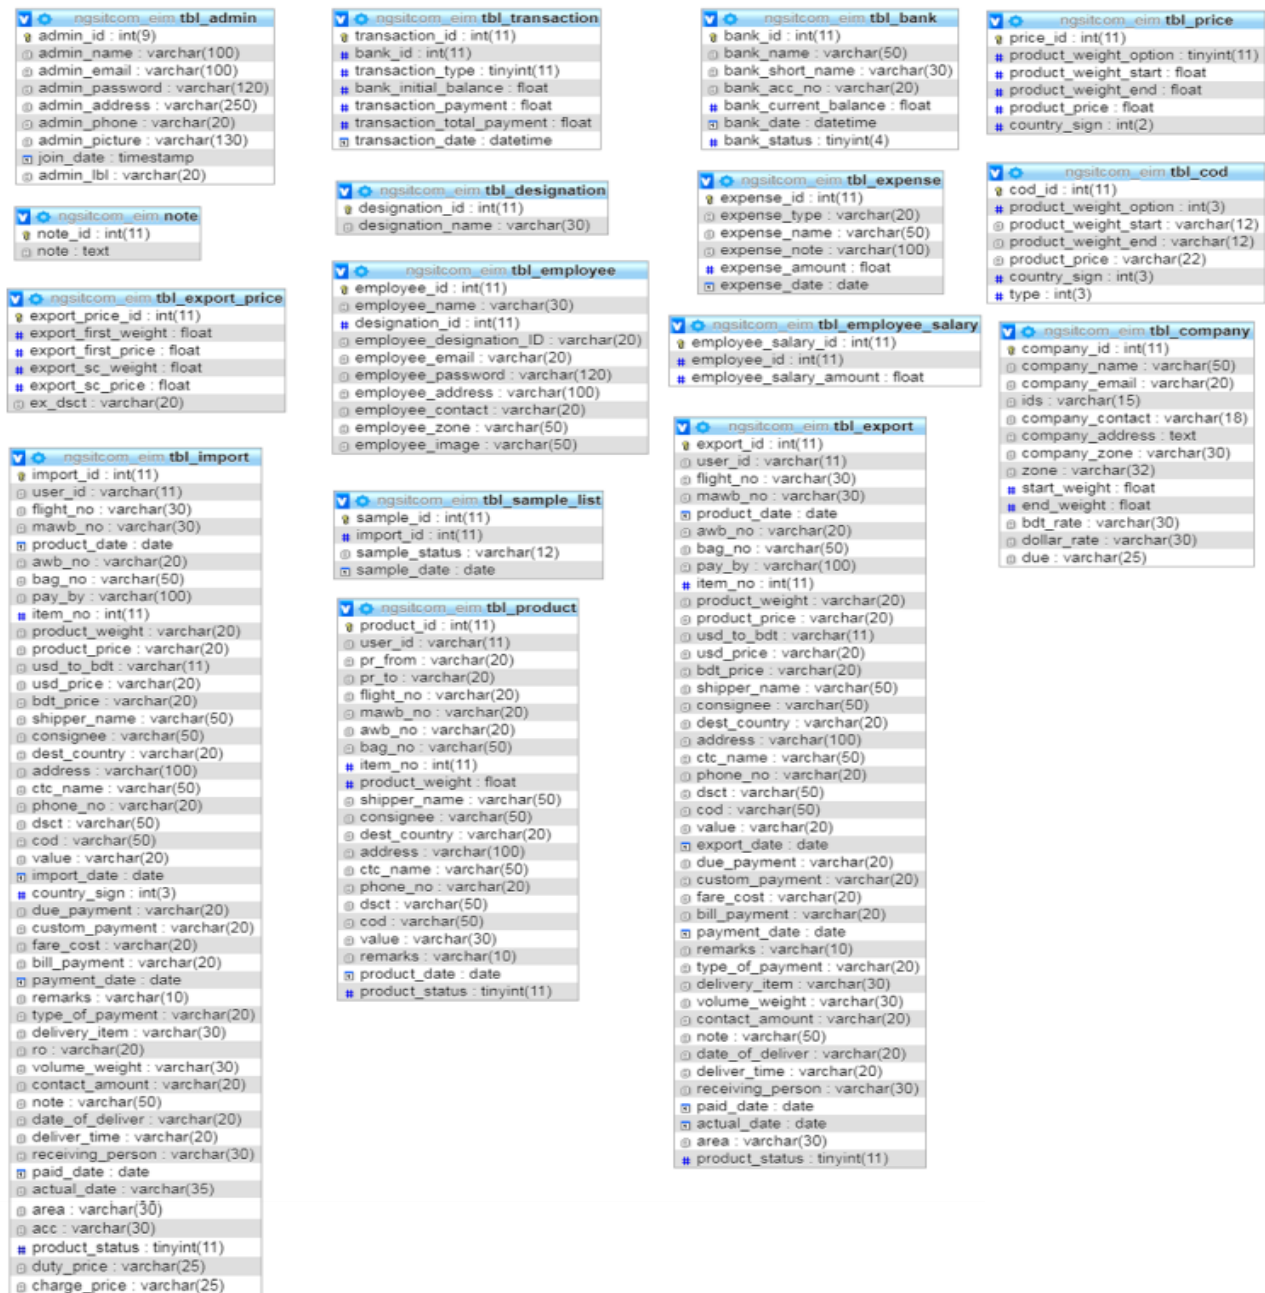 ngsitcom_eim tbl_admin
admin_id : int(9)
admin_name : varchar(100)
admin_email : varchar(100)
admin_password : varchar(120)
admin_address : varchar(250)
admin_phone : varchar(20)
admin_picture : varchar(130)
join_date : timestamp
admin_lbl : varchar(20)
ngsitcom_eim note
note_id : int(11)
note : text
ngsitcom_eim tbl_export_price
export_price_id : int(11)
export_first_weight : float
export_first_price : float
export_sc_weight : float
export_sc_price : float
ex_dsct : varchar(20)
ngsitcom_eim tbl_import
import_id : int(11)
user_id : varchar(11)
flight_no : varchar(30)
mawb_no : varchar(30)
product_date : date
awb_no : varchar(20)
bag_no : varchar(50)
pay_by : varchar(100)
item_no : int(11)
product_weight : varchar(20)
product_price : varchar(20)
usd_to_bdt : varchar(11)
usd_price : varchar(20)
bdt_price : varchar(20)
shipper_name : varchar(50)
consignee : varchar(50)
dest_country : varchar(20)
address : varchar(100)
ctc_name : varchar(50)
phone_no : varchar(20)
dsct : varchar(50)
cod : varchar(50)
value : varchar(20)
import_date : date
country_sign : int(3)
due_payment : varchar(20)
custom_payment : varchar(20)
fare_cost : varchar(20)
bill_payment : varchar(20)
payment_date : date
remarks : varchar(10)
type_of_payment : varchar(20)
delivery_item : varchar(30)
ro : varchar(20)
volume_weight : varchar(30)
contact_amount : varchar(20)
note : varchar(50)
date_of_deliver : varchar(20)
deliver_time : varchar(20)
receiving_person : varchar(30)
paid_date : date
actual_date : varchar(35)
area : varchar(30)
acc : varchar(30)
product_status : tinyint(11)
duty_price : varchar(25)
charge_price : varchar(25)
ngsitcom_eim tbl_transaction
transaction_id : int(11)
bank_id : int(11)
transaction_type : tinyint(11)
bank_initial_balance : float
transaction_payment : float
transaction_total_payment : float
transaction_date : datetime
ngsitcom_eim tbl_designation
designation_id : int(11)
designation_name : varchar(30)
ngsitcom_eim tbl_employee
employee_id : int(11)
employee_name : varchar(30)
designation_id : int(11)
employee_designation_ID : varchar(20)
employee_email : varchar(20)
employee_password : varchar(120)
employee_address : varchar(100)
employee_contact : varchar(20)
employee_zone : varchar(50)
employee_image : varchar(50)
ngsitcom_eim tbl_sample_list
sample_id : int(11)
import_id : int(11)
sample_status : varchar(12)
sample_date : date
ngsitcom_eim tbl_product
product_id : int(11)
user_id : varchar(11)
pr_from : varchar(20)
pr_to : varchar(20)
flight_no : varchar(20)
mawb_no : varchar(20)
awb_no : varchar(20)
bag_no : varchar(50)
item_no : int(11)
product_weight : float
shipper_name : varchar(50)
consignee : varchar(50)
dest_country : varchar(20)
address : varchar(100)
ctc_name : varchar(50)
phone_no : varchar(20)
dsct : varchar(50)
cod : varchar(50)
value : varchar(30)
remarks : varchar(10)
product_date : date
product_status : tinyint(11)
ngsitcom_eim tbl_bank
bank_id : int(11)
bank_name : varchar(50)
bank_short_name : varchar(30)
bank_acc_no : varchar(20)
bank_current_balance : float
bank_date : datetime
bank_status : tinyint(4)
ngsitcom_eim tbl_expense
expense_id : int(11)
expense_type : varchar(20)
expense_name : varchar(50)
expense_note : varchar(100)
expense_amount : float
expense_date : date
ngsitcom_eim tbl_employee_salary
employee_salary_id : int(11)
employee_id : int(11)
employee_salary_amount : float
ngsitcom_eim tbl_export
export_id : int(11)
user_id : varchar(11)
flight_no : varchar(30)
mawb_no : varchar(30)
product_date : date
awb_no : varchar(20)
bag_no : varchar(50)
pay_by : varchar(100)
item_no : int(11)
product_weight : varchar(20)
product_price : varchar(20)
usd_to_bdt : varchar(11)
usd_price : varchar(20)
bdt_price : varchar(20)
shipper_name : varchar(50)
consignee : varchar(50)
dest_country : varchar(20)
address : varchar(100)
ctc_name : varchar(50)
phone_no : varchar(20)
dsct : varchar(50)
cod : varchar(50)
value : varchar(20)
export_date : date
due_payment : varchar(20)
custom_payment : varchar(20)
fare_cost : varchar(20)
bill_payment : varchar(20)
payment_date : date
remarks : varchar(10)
type_of_payment : varchar(20)
delivery_item : varchar(30)
volume_weight : varchar(30)
contact_amount : varchar(20)
note : varchar(50)
date_of_deliver : varchar(20)
deliver_time : varchar(20)
receiving_person : varchar(30)
paid_date : date
actual_date : date
area : varchar(30)
product_status : tinyint(11)
ngsitcom_eim tbl_price
price_id : int(11)
product_weight_option : tinyint(11)
product_weight_start : float
product_weight_end : float
product_price : float
country_sign : int(2)
ngsitcom_eim tbl_cod
cod_id : int(11)
product_weight_option : int(3)
product_weight_start : varchar(12)
product_weight_end : varchar(12)
product_price : varchar(22)
country_sign : int(3)
type : int(3)
ngsitcom_eim tbl_company
company_id : int(11)
company_name : varchar(50)
company_email : varchar(20)
ids : varchar(15)
company_contact : varchar(18)
company_address : text
company_zone : varchar(30)
zone : varchar(32)
start_weight : float
end_weight : float
bdt_rate : varchar(30)
dollar_rate : varchar(30)
due : varchar(25)